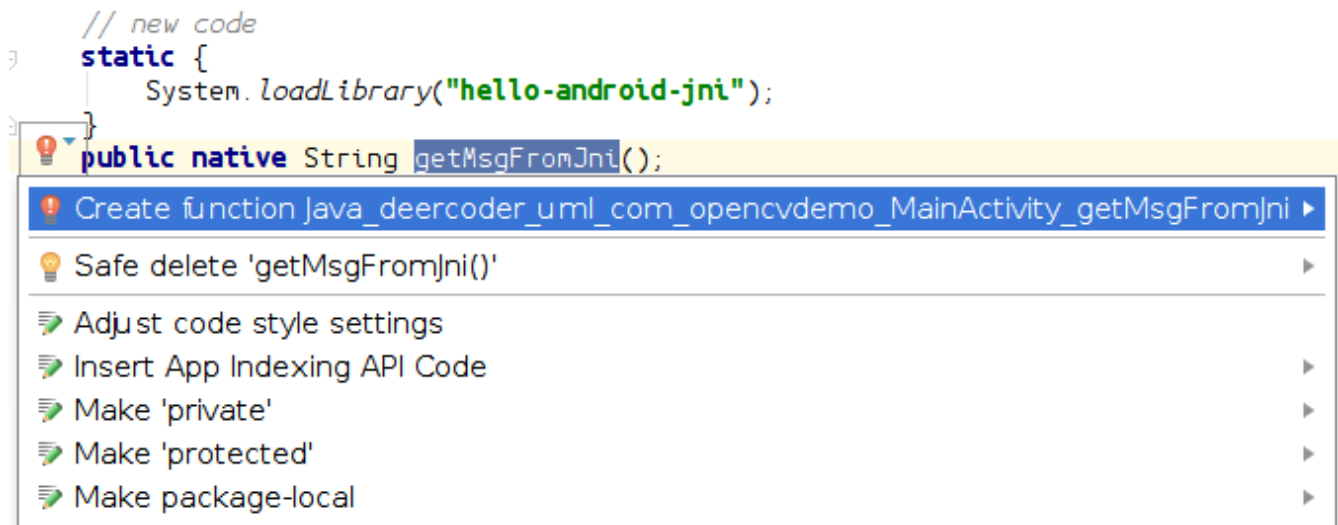 // new code
static {
System.loadLibrary("hello-android-jni");
}
public native String getMsgFromJni();
Create function Java_deercoder_uml_com_opencvdemo_MainActivity_getMsgFromJni
Safe delete 'getMsgFromJni()'
Adjust code style settings
Insert App Indexing API Code
Make 'private'
Make 'protected'
Make package-local